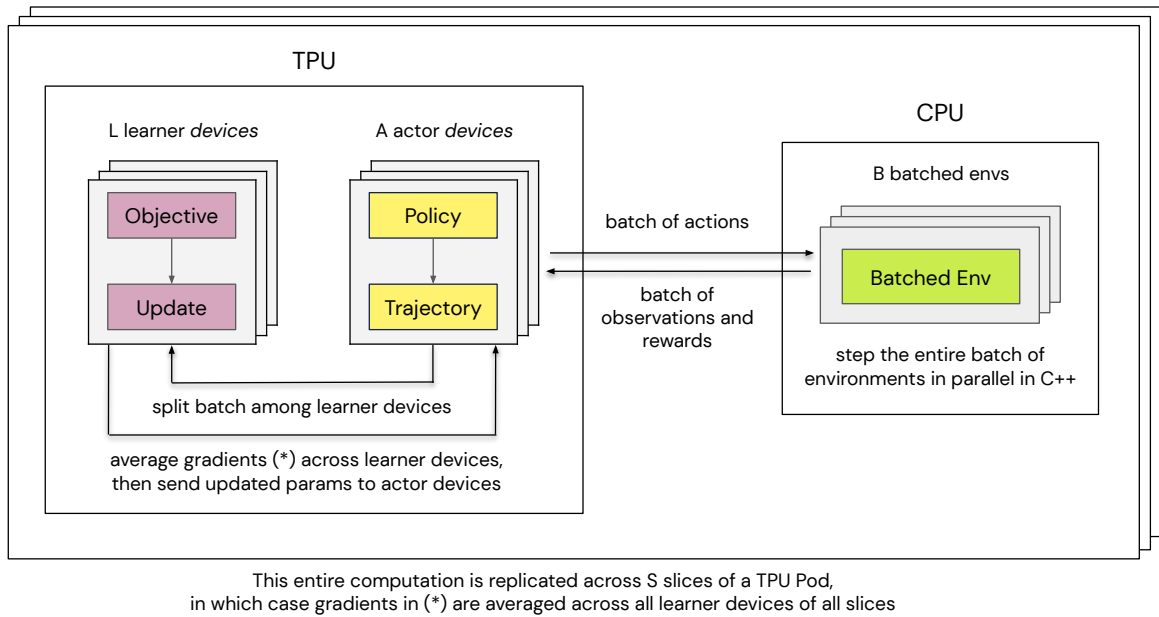 TPU
L learner devices
A actor devices
Objective
Update
Policy
Trajectory
split batch among learner devices
average gradients (*) across learner devices,
then send updated params to actor devices
batch of actions
batch of
observations and
rewards
CPU
B batched envs
Batched Env
step the entire batch of
environments in parallel in C++
This entire computation is replicated across S slices of a TPU Pod,
in which case gradients in (*) are averaged across all learner devices of all slices